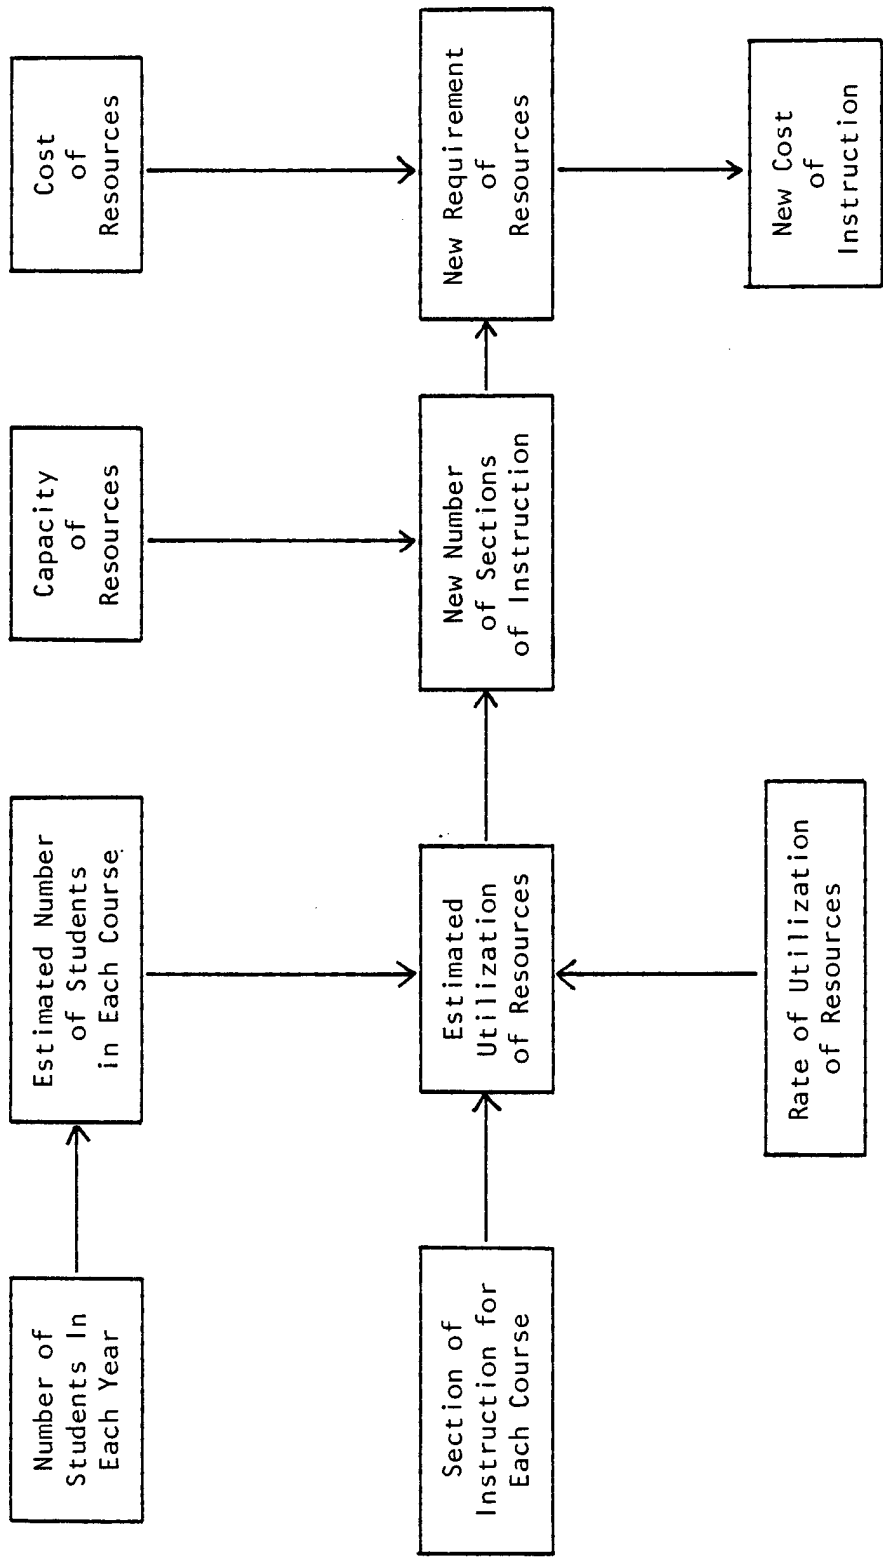 Number of
Students In
Each Year
Estimated Number
of Students
in Each Course
Capacity
of
Resources
Cost
of
Resources
Section of
Instruction for
Each Course
Estimated
Utilization
of Resources
New Number
of Sections
of Instruction
New Requirement
of
Resources
Rate of Utilization
of Resources
New Cost
of
Instruction